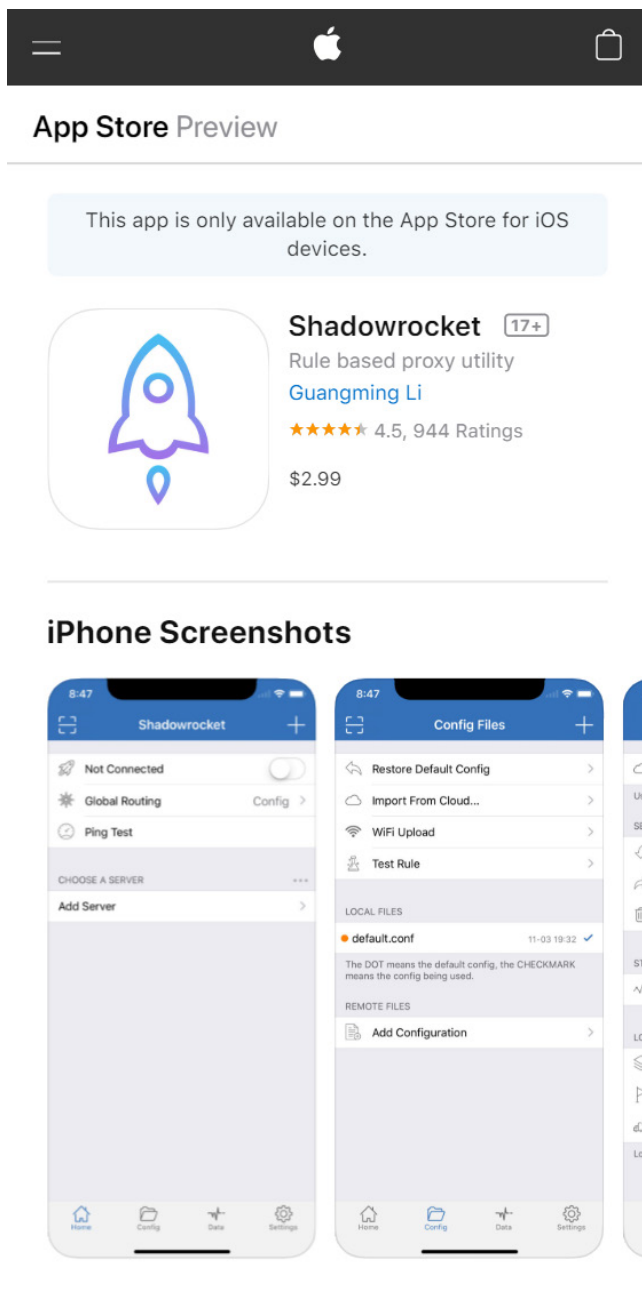 App Store Preview
This app is only available on the App Store for iOS
devices.
Shadowrocket 17+
Rule based proxy utility
Guangming Li
4.5, 944 Ratings
$2.99
iPhone Screenshots
8:47
Shadowrocket
Not Connected
Global Routing Config
Ping Test
CHOOSE A SERVER
Add Server
Home Config Data Settings
8:47
Config Files
Restore Default Config
Import From Cloud...
WiFi Upload
Test Rule
LOCAL FILES
default.conf 11-03 19:32
The DOT means the default config, the CHECKMARK
means the config being used.
REMOTE FILES
Add Configuration
Home Config Data Settings